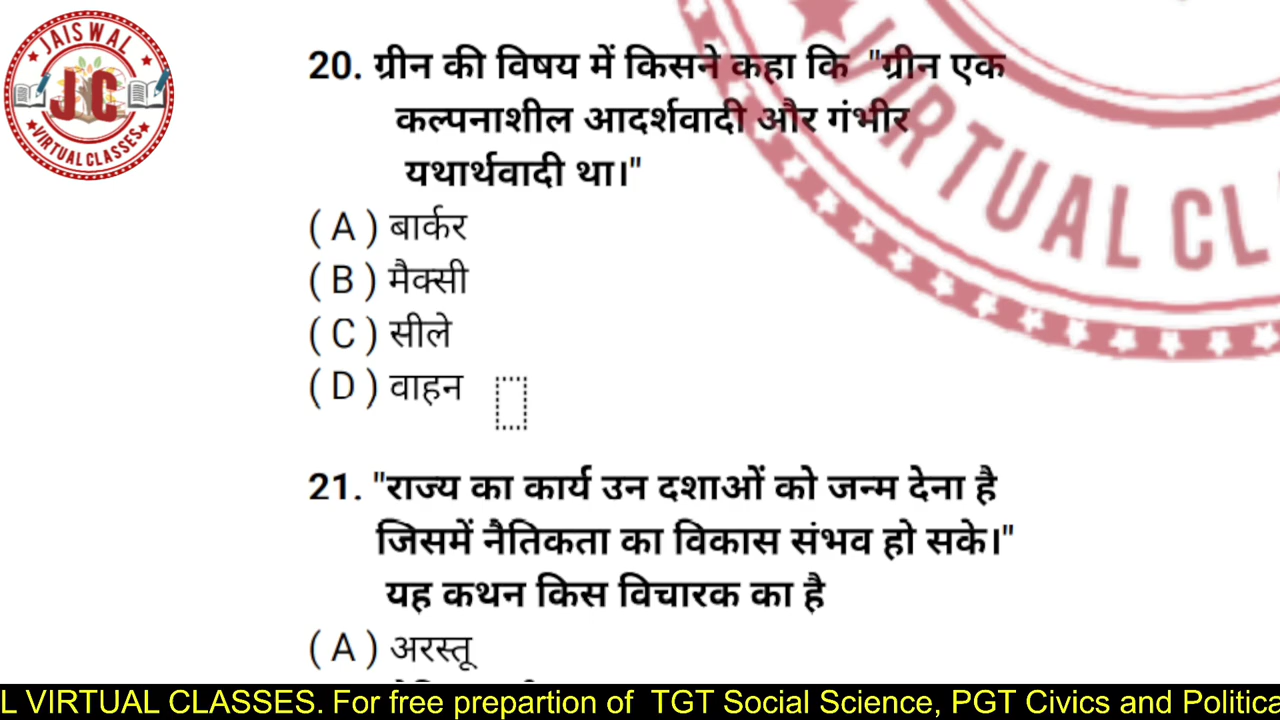 JAISWAL
JC
VIRTUAL CLASSES
VIRTUAL CL
20. ग्रीन की विषय में किसने कहा कि "ग्रीन एक
कल्पनाशील आदर्शवादी और गंभीर
यथार्थवादी था।"
( A ) बार्कर
( B ) मैक्सी
( C ) सीले
( D ) वाहन
21. "राज्य का कार्य उन दशाओं को जन्म देना है
जिसमें नैतिकता का विकास संभव हो सके।"
यह कथन किस विचारक का है
( A ) अरस्तू
L VIRTUAL CLASSES. For free prepartion of TGT Social Science, PGT Civics and Politica